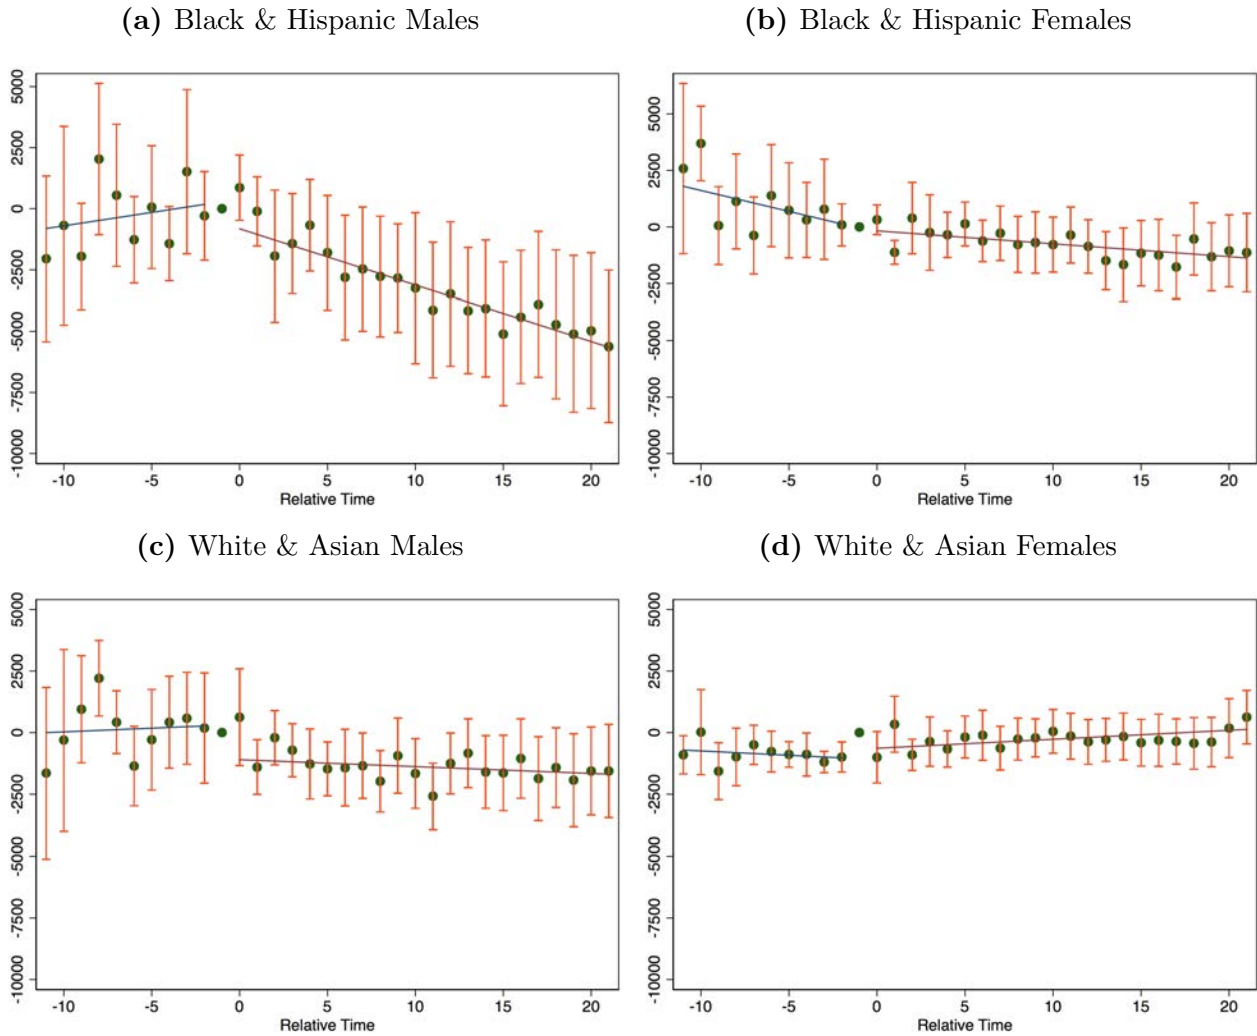 (a) Black & Hispanic Males
(b) Black & Hispanic Females
5000
2500
0
-2500
-5000
-7500
-10000
-10 -5 0 5 10 15 20
Relative Time
5000
2500
0
-2500
-5000
-7500
-10000
-10 -5 0 5 10 15 20
Relative Time
(c) White & Asian Males
(d) White & Asian Females
5000
2500
0
-2500
-5000
-7500
-10000
-10 -5 0 5 10 15 20
Relative Time
5000
2500
0
-2500
-5000
-7500
-10000
-10 -5 0 5 10 15 20
Relative Time